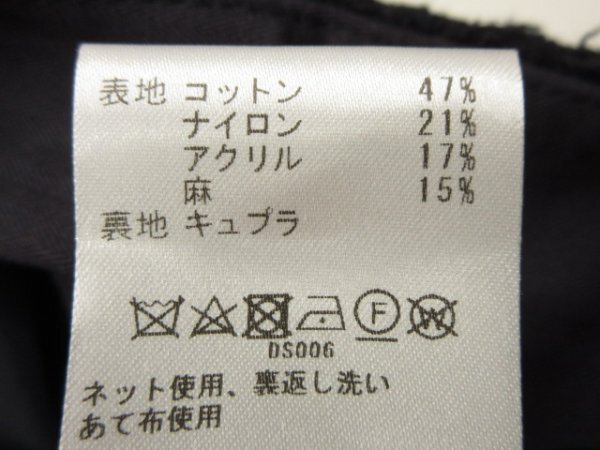 表地 コットン 47%
ナイロン 21%
アクリル 17%
麻 15%
裏地 キュプラ
F W
DS006
ネット使用、裏返し洗い
あて布使用